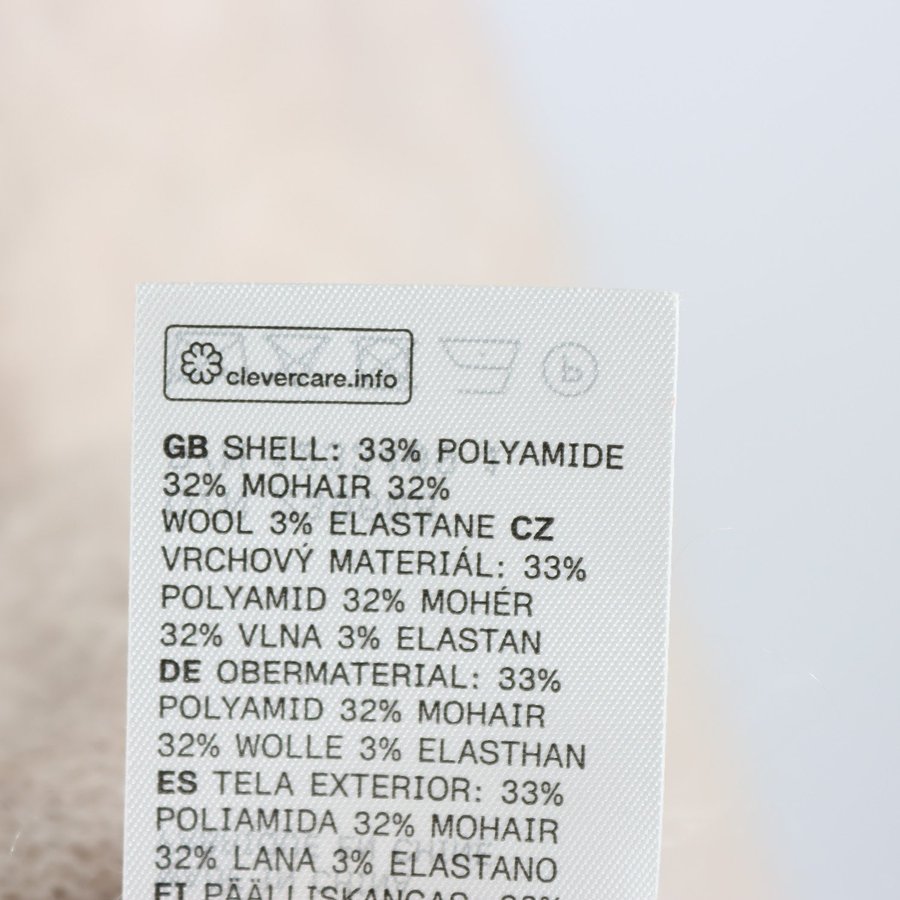 clevercare.info
GB SHELL: 33% POLYAMIDE
32% MOHAIR 32%
WOOL 3% ELASTANE CZ
VRCHOVÝ MATERIÁL: 33%
POLYAMID 32% MOHÉR
32% VLNA 3% ELASTAN
DE OBERMATERIAL: 33%
POLYAMID 32% MOHAIR
32% WOLLE 3% ELASTHAN
ES TELA EXTERIOR: 33%
POLIAMIDA 32% MOHAIR
32% LANA 3% ELASTANO
FI PÄÄLLISKANGAS: